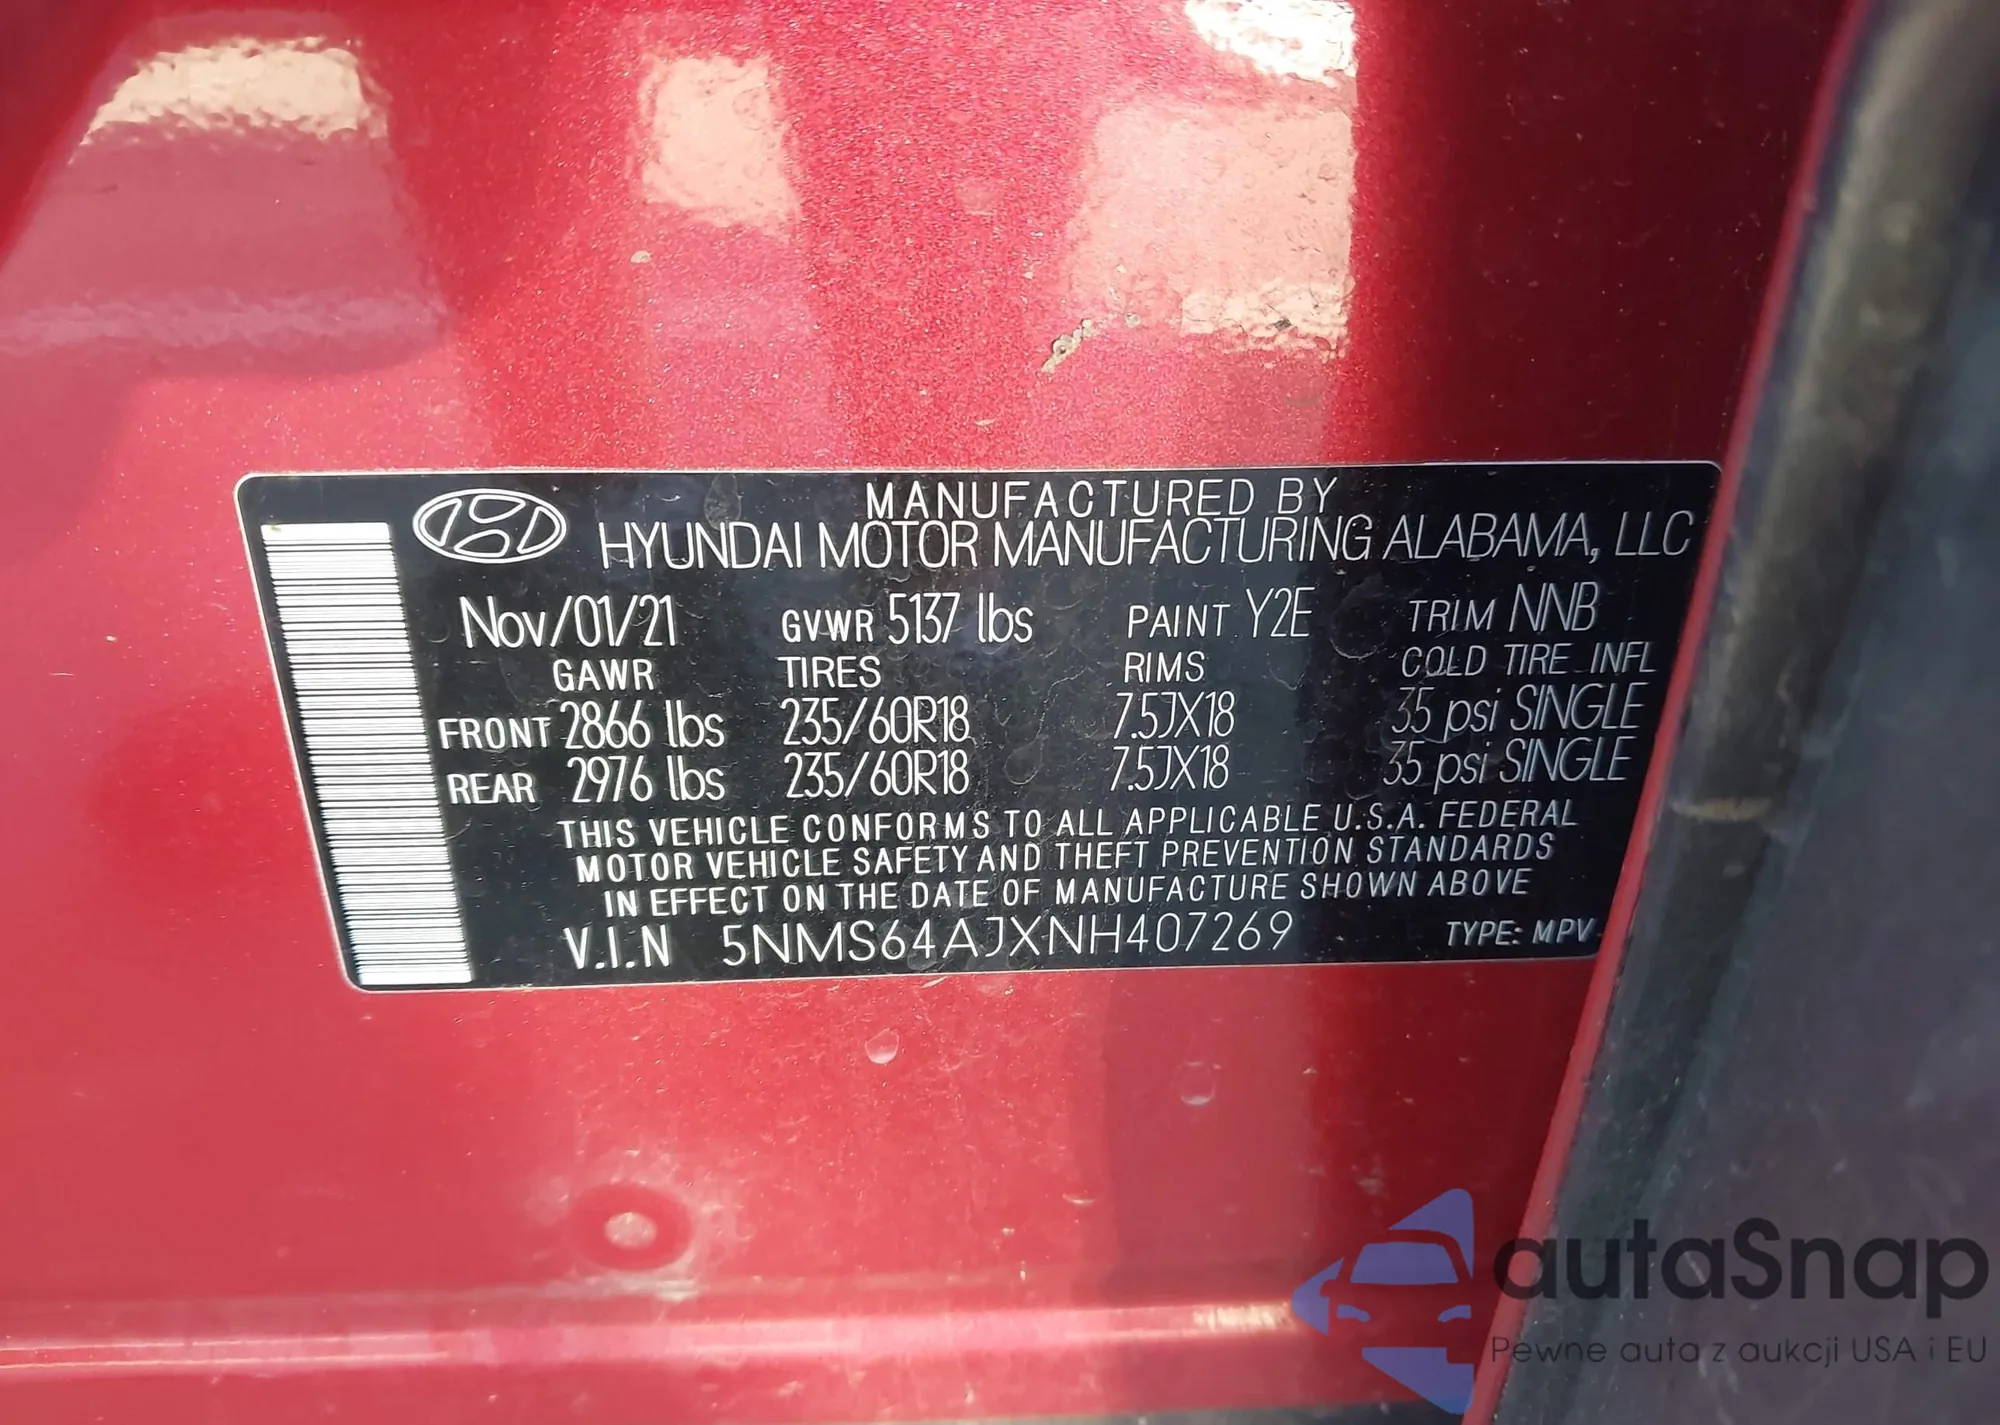 MANUFACTURED BY
HYUNDAI MOTOR MANUFACTURING ALABAMA, LLC
Nov/01/21 GVWR 5137 lbs PAINT Y2E TRIM NNB
GAWR TIRES RIMS COLD TIRE INFL
FRONT 2866 lbs 235/60R18 7.5JX18 35 psi SINGLE
REAR 2976 lbs 235/60R18 7.5JX18 35 psi SINGLE
THIS VEHICLE CONFORMS TO ALL APPLICABLE U.S.A. FEDERAL
MOTOR VEHICLE SAFETY AND THEFT PREVENTION STANDARDS
IN EFFECT ON THE DATE OF MANUFACTURE SHOWN ABOVE
V.I.N 5NMS64AJXNH407269 TYPE: MPV
autaSnap
Pewne auta z aukcji USA i EU